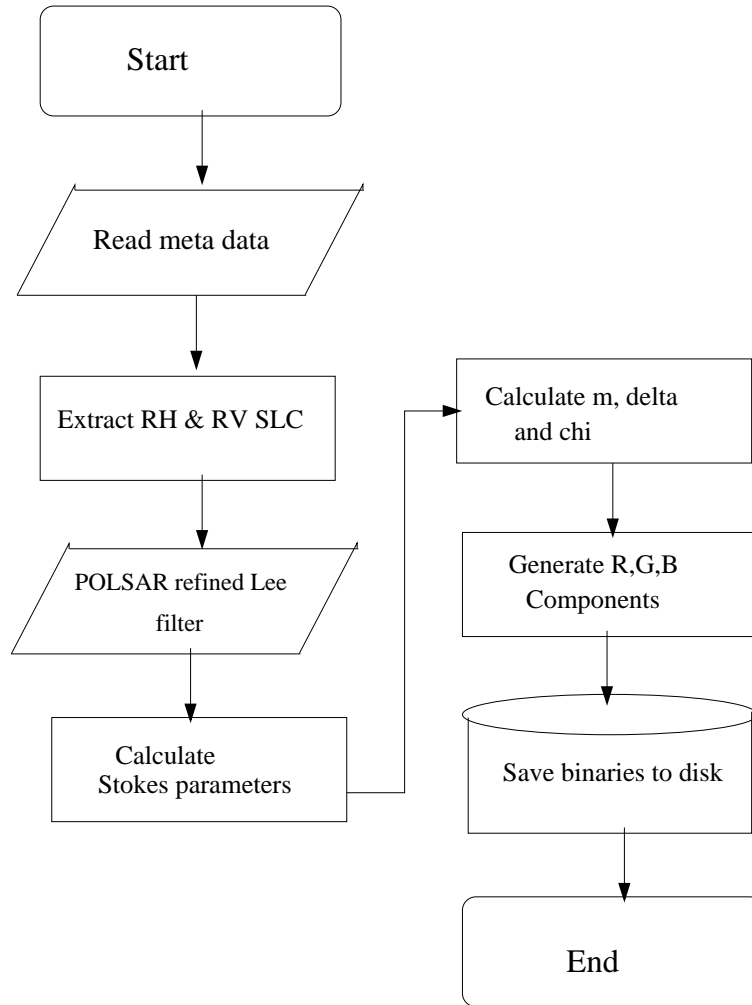 Start
Read meta data
Extract RH & RV SLC
POLSAR refined Lee
filter
Calculate
Stokes parameters
Calculate m, delta
and chi
Generate R,G,B
Components
Save binaries to disk
End